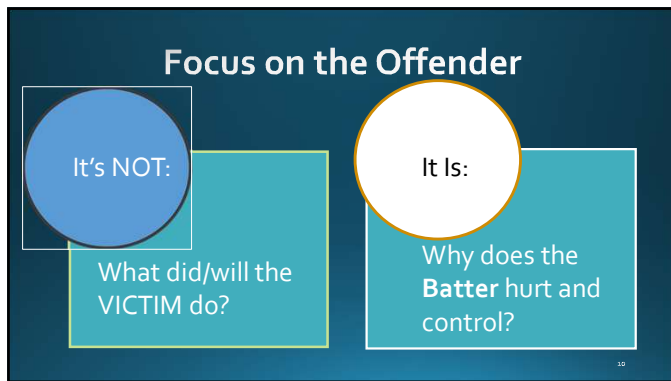 Focus on the Offender
It's NOT:
What did/will the
VICTIM do?
It Is:
Why does the
Batter hurt and
control?
10